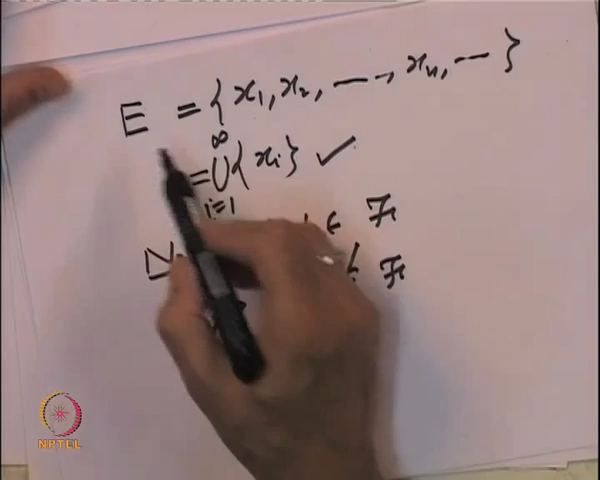 E = { x₁, x₂, —, xₙ, — }
= ∞∪i=1 { xᵢ } ✓
∈ 𝓕
N 𝓕
NPTEL